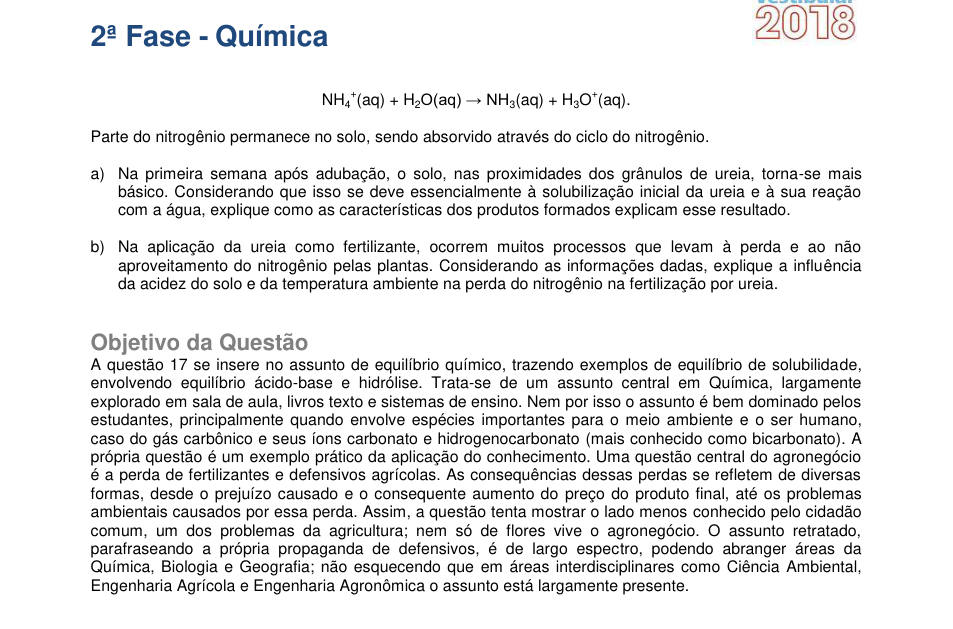 Vestibular
2018
2ª Fase - Química
NH₄⁺(aq) + H₂O(aq) → NH₃(aq) + H₃O⁺(aq).
Parte do nitrogênio permanece no solo, sendo absorvido através do ciclo do nitrogênio.
a) Na primeira semana após adubação, o solo, nas proximidades dos grânulos de ureia, torna-se mais
básico. Considerando que isso se deve essencialmente à solubilização inicial da ureia e à sua reação
com a água, explique como as características dos produtos formados explicam esse resultado.
b) Na aplicação da ureia como fertilizante, ocorrem muitos processos que levam à perda e ao não
aproveitamento do nitrogênio pelas plantas. Considerando as informações dadas, explique a influência
da acidez do solo e da temperatura ambiente na perda do nitrogênio na fertilização por ureia.
Objetivo da Questão
A questão 17 se insere no assunto de equilíbrio químico, trazendo exemplos de equilíbrio de solubilidade,
envolvendo equilíbrio ácido-base e hidrólise. Trata-se de um assunto central em Química, largamente
explorado em sala de aula, livros texto e sistemas de ensino. Nem por isso o assunto é bem dominado pelos
estudantes, principalmente quando envolve espécies importantes para o meio ambiente e o ser humano,
caso do gás carbônico e seus íons carbonato e hidrogenocarbonato (mais conhecido como bicarbonato). A
própria questão é um exemplo prático da aplicação do conhecimento. Uma questão central do agronegócio
é a perda de fertilizantes e defensivos agrícolas. As consequências dessas perdas se refletem de diversas
formas, desde o prejuízo causado e o consequente aumento do preço do produto final, até os problemas
ambientais causados por essa perda. Assim, a questão tenta mostrar o lado menos conhecido pelo cidadão
comum, um dos problemas da agricultura; nem só de flores vive o agronegócio. O assunto retratado,
parafraseando a própria propaganda de defensivos, é de largo espectro, podendo abranger áreas da
Química, Biologia e Geografia; não esquecendo que em áreas interdisciplinares como Ciência Ambiental,
Engenharia Agrícola e Engenharia Agronômica o assunto está largamente presente.